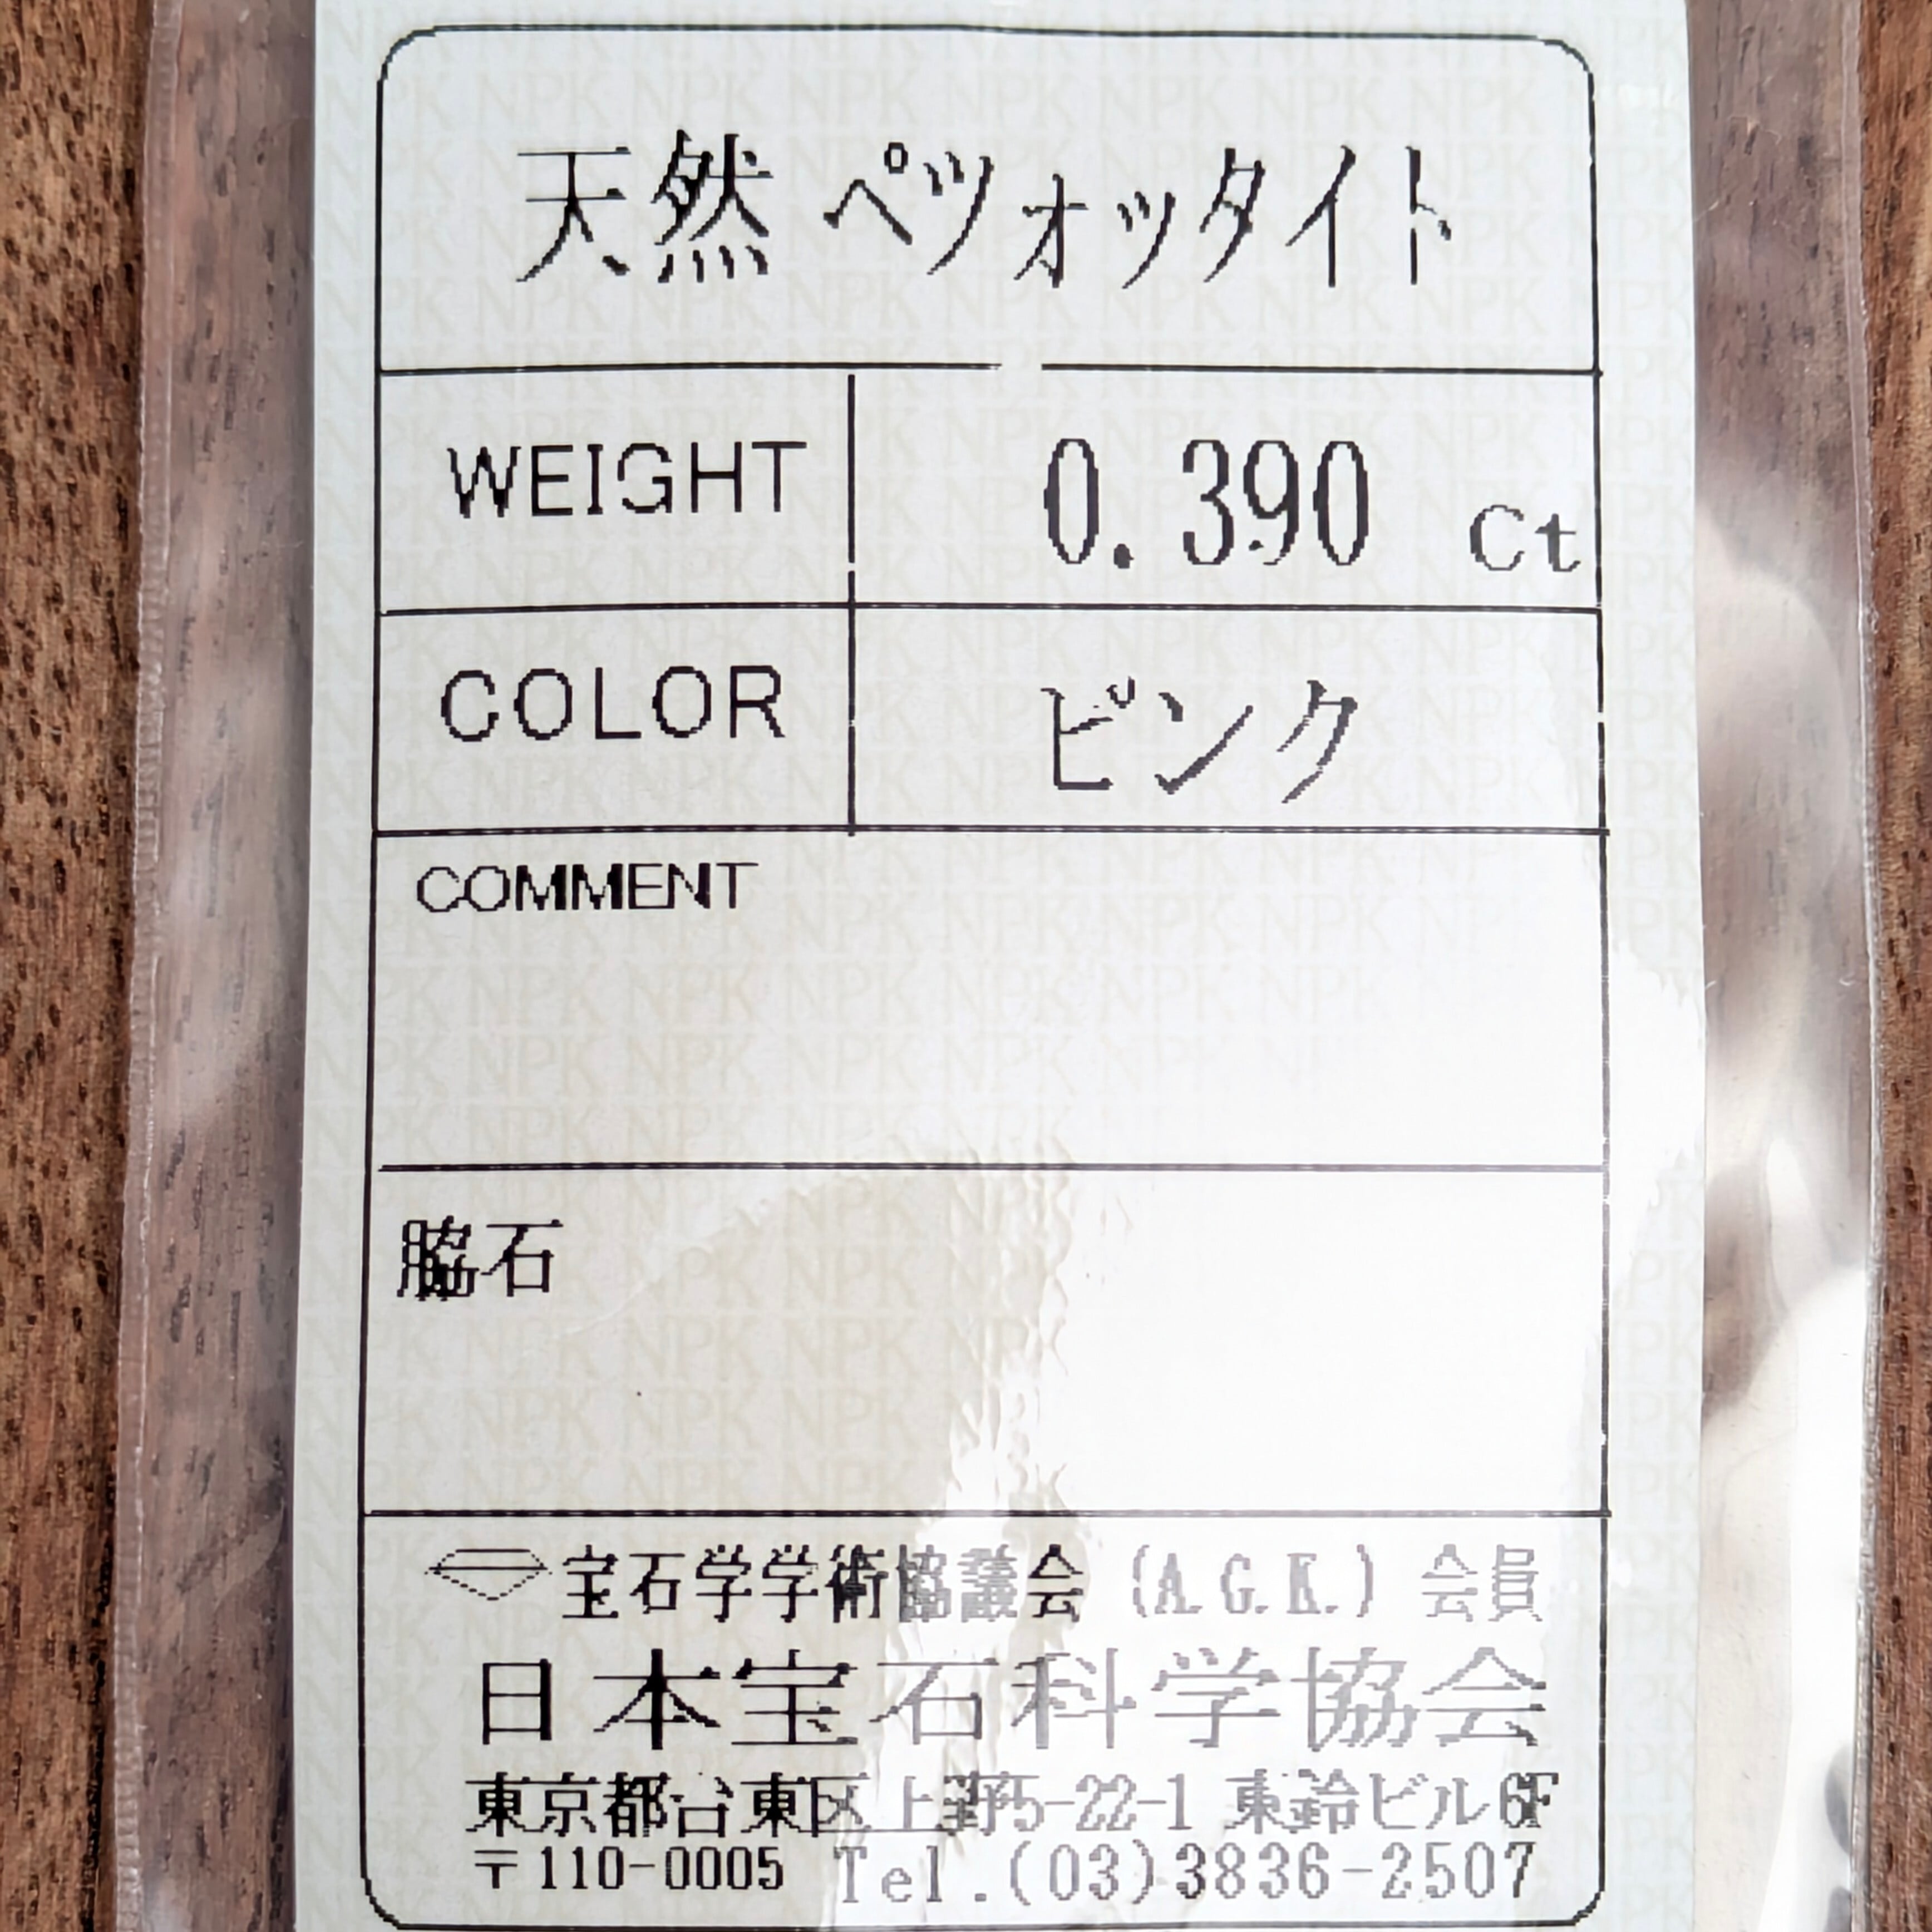 天然 ペツォッタイト
WEIGHT 0.390 Ct
COLOR ピンク
COMMENT
脇石
宝石学学術協議会 (A.G.K.) 会員
日本宝石科学協会
東京都台東区上野5-22-1 東鈴ビル6F
〒110-0005 Tel.(03)3836-2507